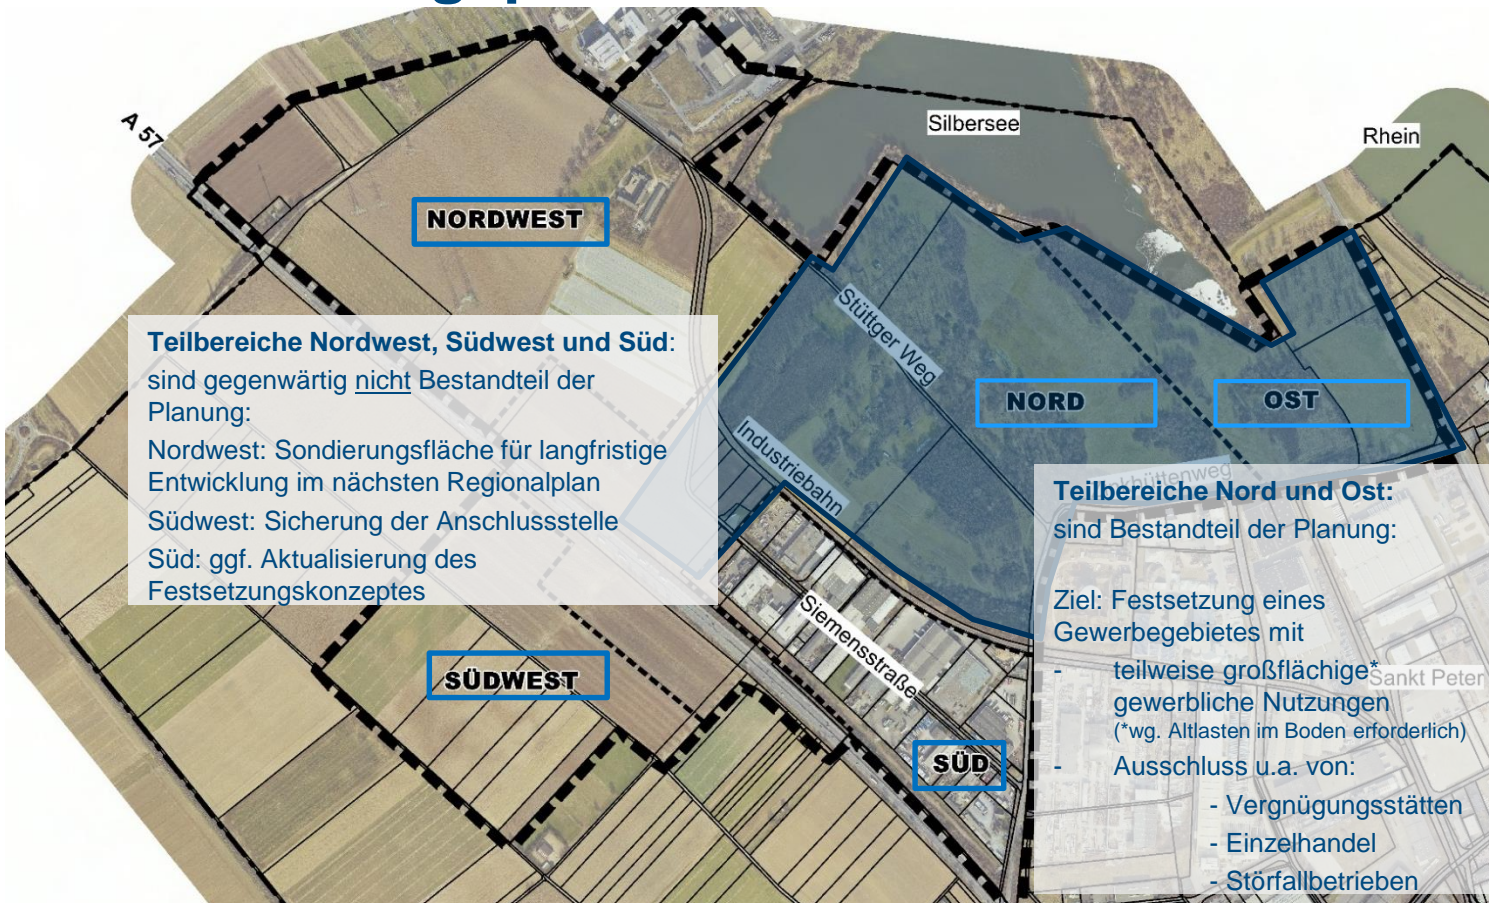 A 57
Silbersee
Rhein
NORDWEST
Stüttger Weg
NORD
OST
Industriebahn
Teilbereiche Nordwest, Südwest und Süd:
sind gegenwärtig nicht Bestandteil der
Planung:
Nordwest: Sondierungsfläche für langfristige
Entwicklung im nächsten Regionalplan
Südwest: Sicherung der Anschlussstelle
Süd: ggf. Aktualisierung des
Festsetzungskonzeptes
Siemensstraße
SÜDWEST
SÜD
Teilbereiche Nord und Ost:
sind Bestandteil der Planung:
Ziel: Festsetzung eines
Gewerbegebietes mit
- teilweise großflächige*
gewerbliche Nutzungen
(*wg. Altlasten im Boden erforderlich)
- Ausschluss u.a. von:
- Vergnügungsstätten
- Einzelhandel
- Störfallbetrieben
Sankt Peter